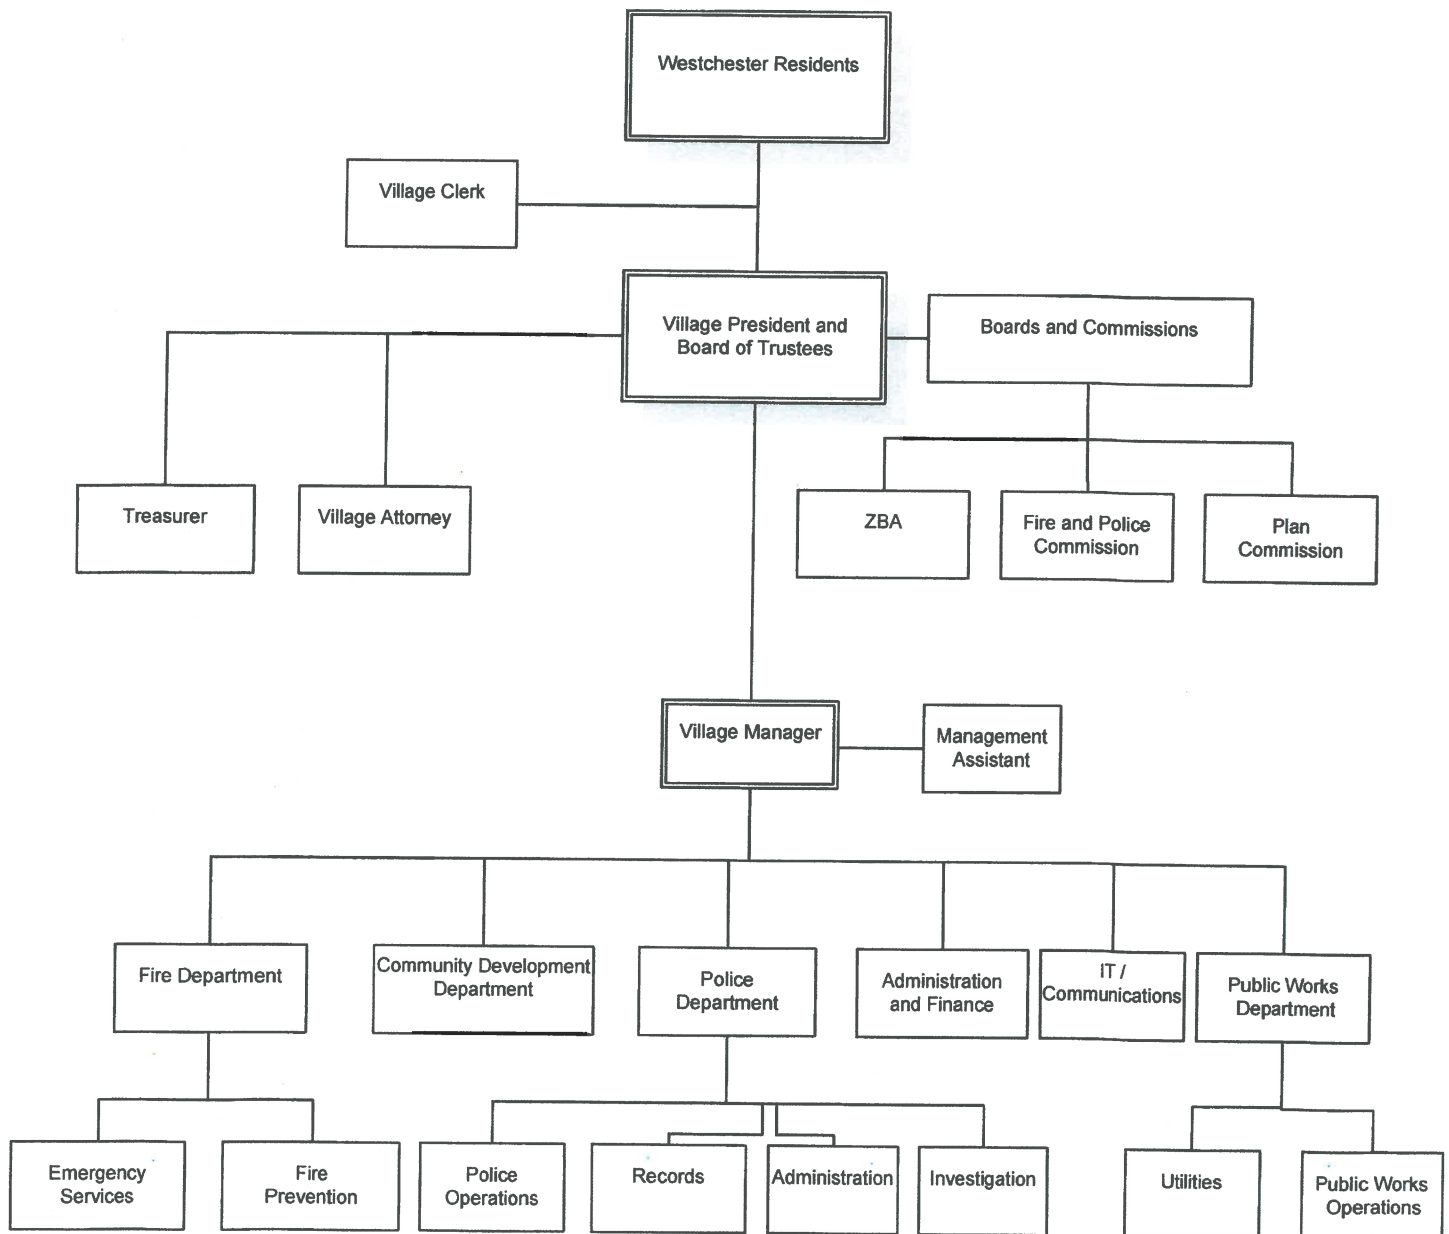 Westchester Residents
Village Clerk
Village President and
Board of Trustees
Boards and Commissions
Treasurer
Village Attorney
ZBA
Fire and Police
Commission
Plan
Commission
Village Manager
Management
Assistant
Fire Department
Community Development
Department
Police
Department
Administration
and Finance
IT /
Communications
Public Works
Department
Emergency
Services
Fire
Prevention
Police
Operations
Records
Administration
Investigation
Utilities
Public Works
Operations